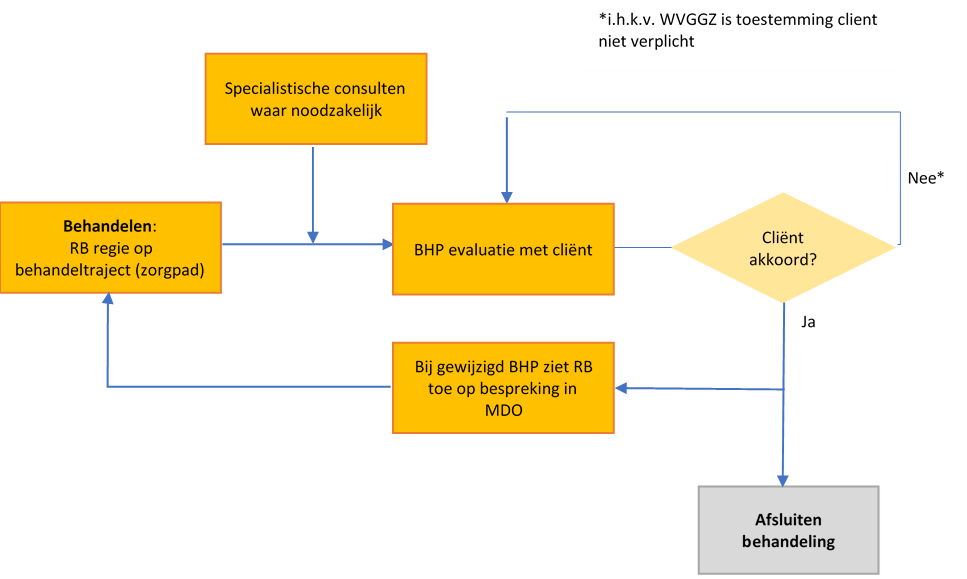 *i.h.k.v. WVGGZ is toestemming client
niet verplicht
Specialistische consulten
waar noodzakelijk
Nee*
Behandelen:
RB regie op
behandeltraject (zorgpad)
BHP evaluatie met cliënt
Cliënt
akkoord?
Ja
Bij gewijzigd BHP ziet RB
toe op bespreking in
MDO
Afsluiten
behandeling